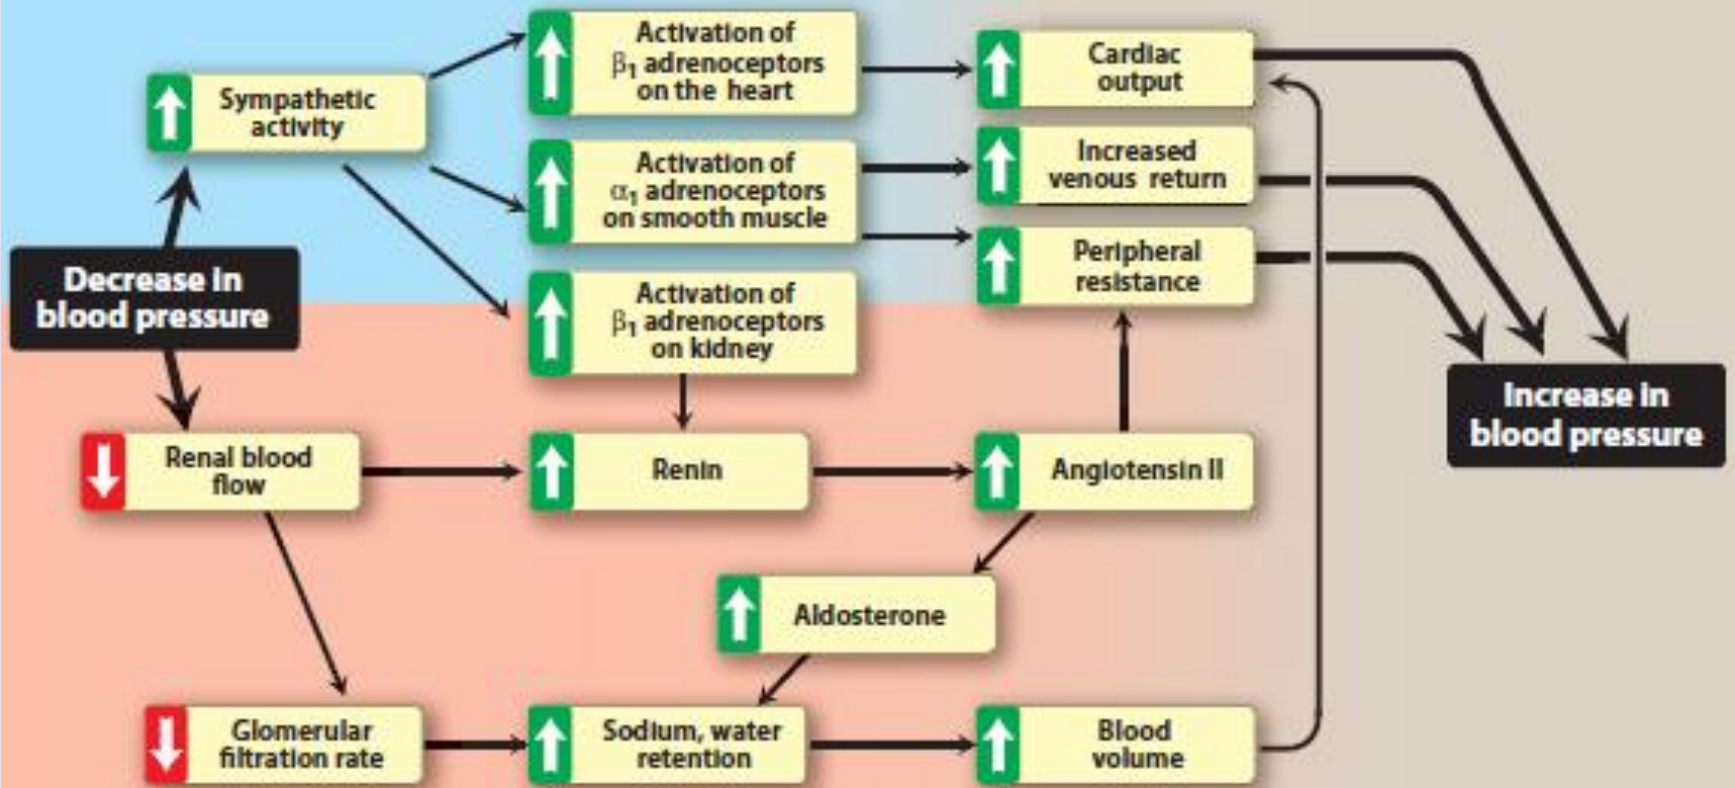 Activation of
β1 adrenoceptors
on the heart
Cardiac
output
Sympathetic
activity
Activation of
α1 adrenoceptors
on smooth muscle
Increased
venous return
Decrease in
blood pressure
Activation of
β1 adrenoceptors
on kidney
Peripheral
resistance
Increase in
blood pressure
Renal blood
flow
Renin
Angiotensin II
Aldosterone
Glomerular
filtration rate
Sodium, water
retention
Blood
volume